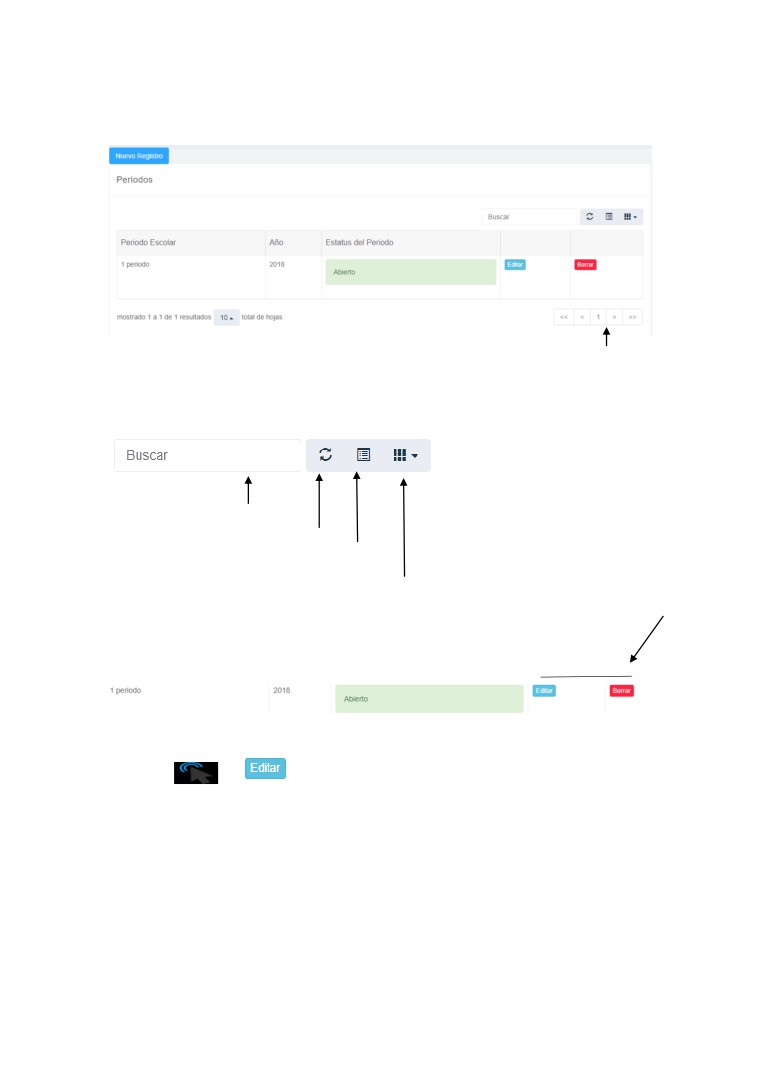 Nuevo Registro
Periodos
Buscar
Periodo Escolar Año Estatus del Periodo
1 periodo 2018 Abierto Editar Borrar
mostrado 1 a 1 de 1 resultados 10 total de hojas << < 1 > >>
Buscar
1 periodo 2018 Abierto Editar Borrar
Editar